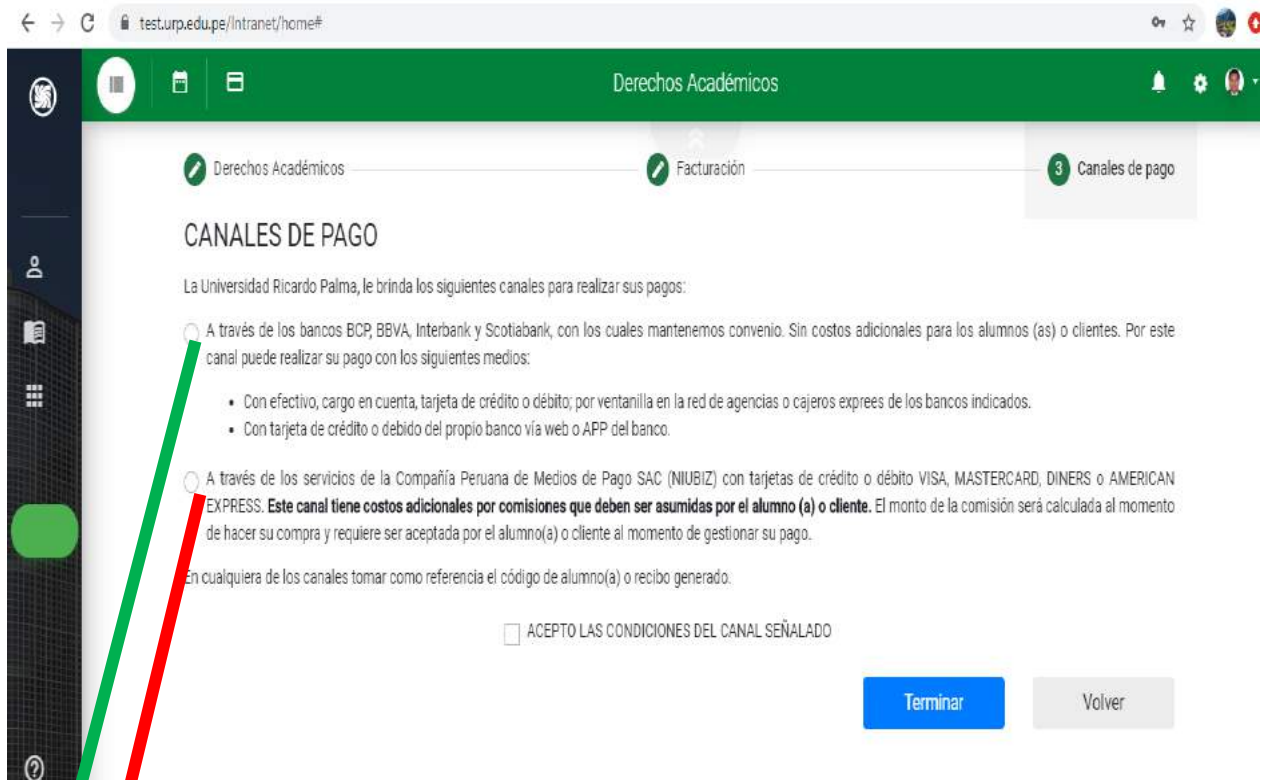 test.urp.edu.pe/Intranet/home#
Derechos Académicos
Derechos Académicos
Facturación
3 Canales de pago
CANALES DE PAGO
La Universidad Ricardo Palma, le brinda los siguientes canales para realizar sus pagos:
A través de los bancos BCP, BBVA, Interbank y Scotiabank, con los cuales mantenemos convenio. Sin costos adicionales para los alumnos (as) o clientes. Por este
canal puede realizar su pago con los siguientes medios:
• Con efectivo, cargo en cuenta, tarjeta de crédito o débito; por ventanilla en la red de agencias o cajeros exprees de los bancos indicados.
• Con tarjeta de crédito o debido del propio banco vía web o APP del banco.
A través de los servicios de la Compañía Peruana de Medios de Pago SAC (NIUBIZ) con tarjetas de crédito o débito VISA, MASTERCARD, DINERS o AMERICAN
EXPRESS. Este canal tiene costos adicionales por comisiones que deben ser asumidas por el alumno (a) o cliente. El monto de la comisión será calculada al momento
de hacer su compra y requiere ser aceptada por el alumno(a) o cliente al momento de gestionar su pago.
En cualquiera de los canales tomar como referencia el código de alumno(a) o recibo generado.
ACEPTO LAS CONDICIONES DEL CANAL SEÑALADO
Terminar
Volver